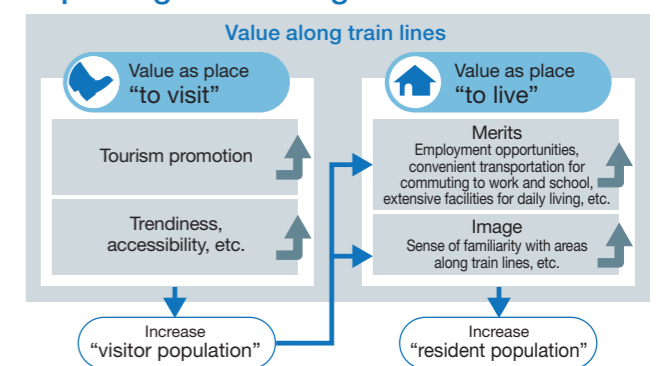 Value along train lines
Value as place
“to visit”
Tourism promotion
Trendiness,
accessibility, etc.
Increase
“visitor population”
Value as place
“to live”
Merits
Employment opportunities,
convenient transportation for
commuting to work and school,
extensive facilities for daily living, etc.
Image
Sense of familiarity with areas
along train lines, etc.
Increase
“resident population”